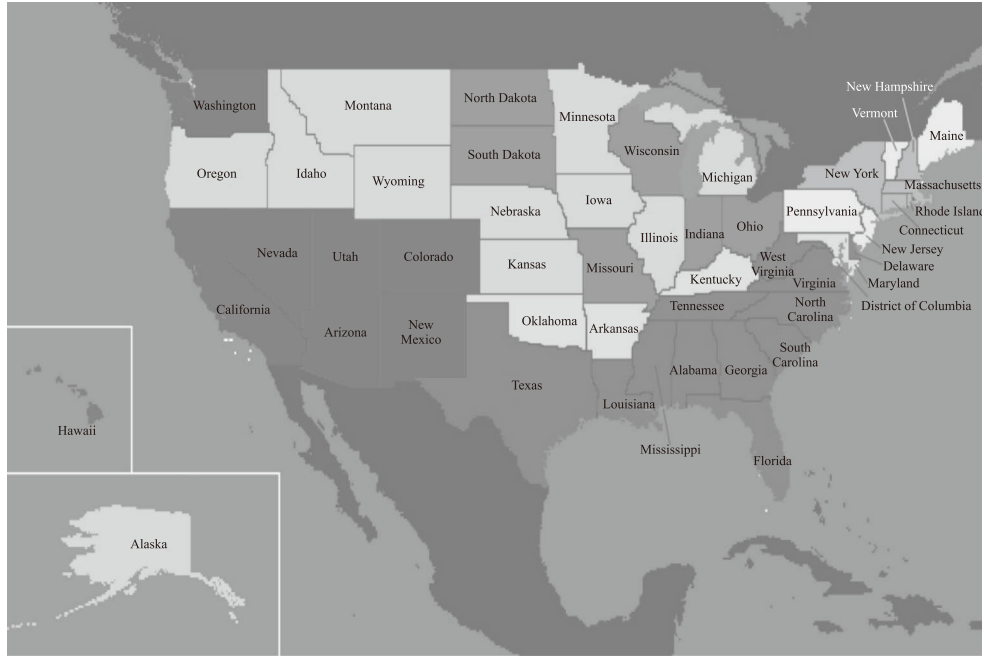 New Hampshire
Vermont
Washington
Montana
North Dakota
Minnesota
Maine
South Dakota
Wisconsin
Oregon
Idaho
Wyoming
Michigan
New York
Massachusetts
Nebraska
Iowa
Pennsylvania
Rhode Island
Connecticut
Illinois
Indiana
Ohio
New Jersey
Nevada
Utah
Colorado
Kansas
Missouri
West
Virginia
Delaware
Kentucky
Virginia
Maryland
California
Tennessee
North
Carolina
District of Columbia
Arizona
New
Mexico
Oklahoma
Arkansas
South
Carolina
Texas
Alabama
Georgia
Louisiana
Hawaii
Mississippi
Florida
Alaska